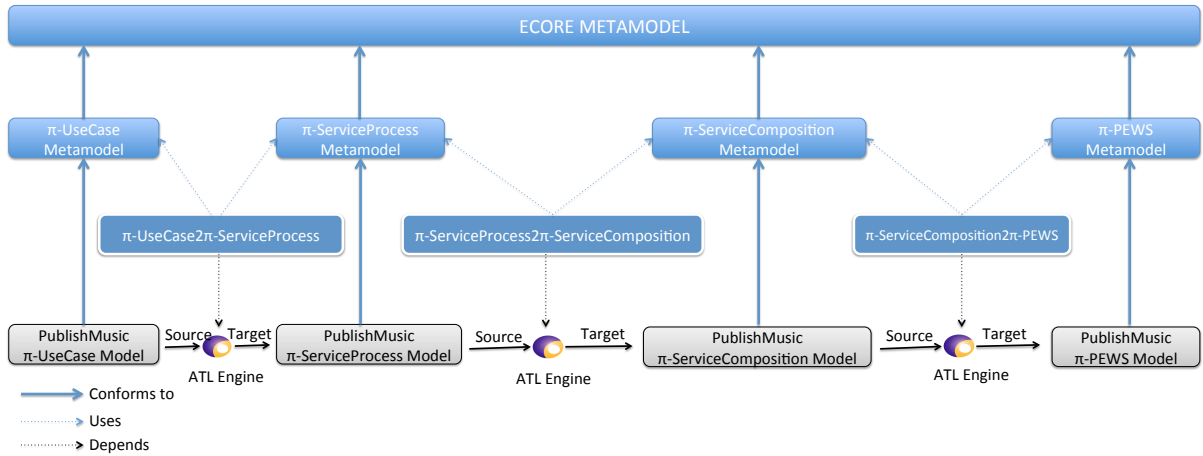 ECORE METAMODEL
π-UseCase
Metamodel
π-ServiceProcess
Metamodel
π-ServiceComposition
Metamodel
π-PEWS
Metamodel
π-UseCase2π-ServiceProcess
π-ServiceProcess2π-ServiceComposition
π-ServiceComposition2π-PEWS
PublishMusic
π-UseCase Model
Source
Target
ATL Engine
PublishMusic
π-ServiceProcess Model
Source
Target
ATL Engine
PublishMusic
π-ServiceComposition Model
Source
Target
ATL Engine
PublishMusic
π-PEWS Model
Conforms to
Uses
Depends